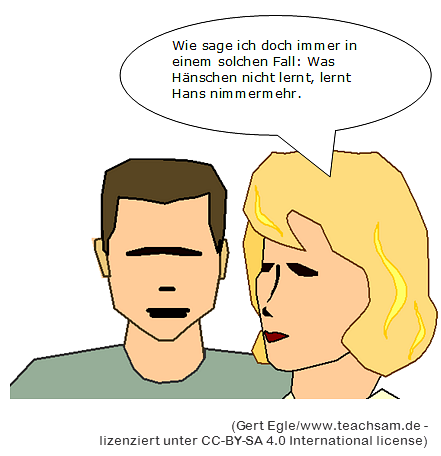 Wie sage ich doch immer in
einem solchen Fall: Was
Hänschen nicht lernt, lernt
Hans nimmermehr.
(Gert Egle/www.teachsam.de -
lizenziert unter CC-BY-SA 4.0 International license)